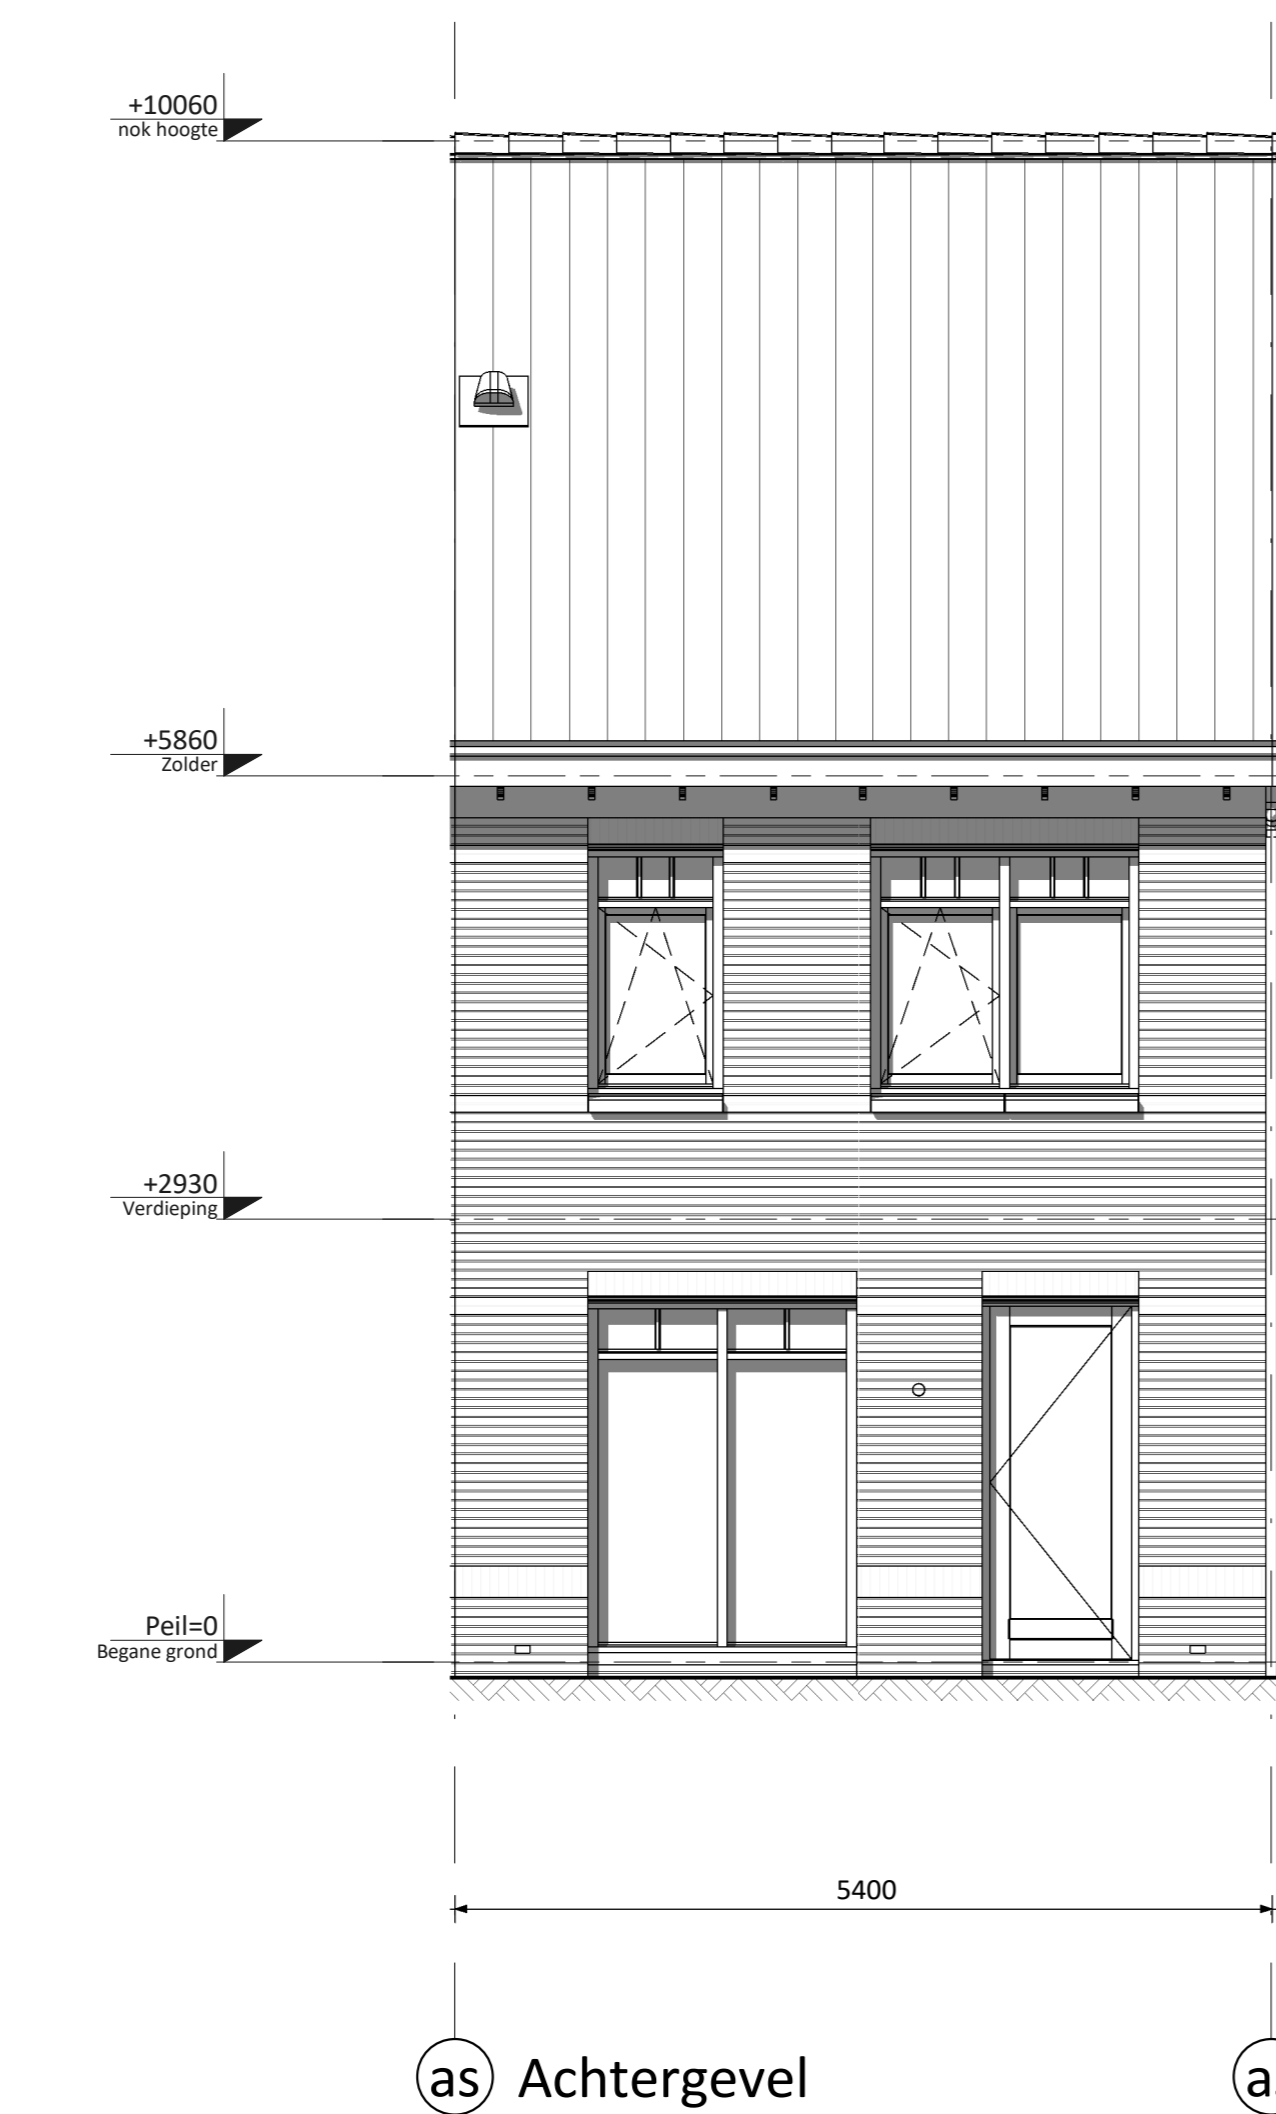 +10060
nok hoogte
+5860
Zolder
+2930
Verdieping
Peil=0
Begane grond
5400
as Achtergevel